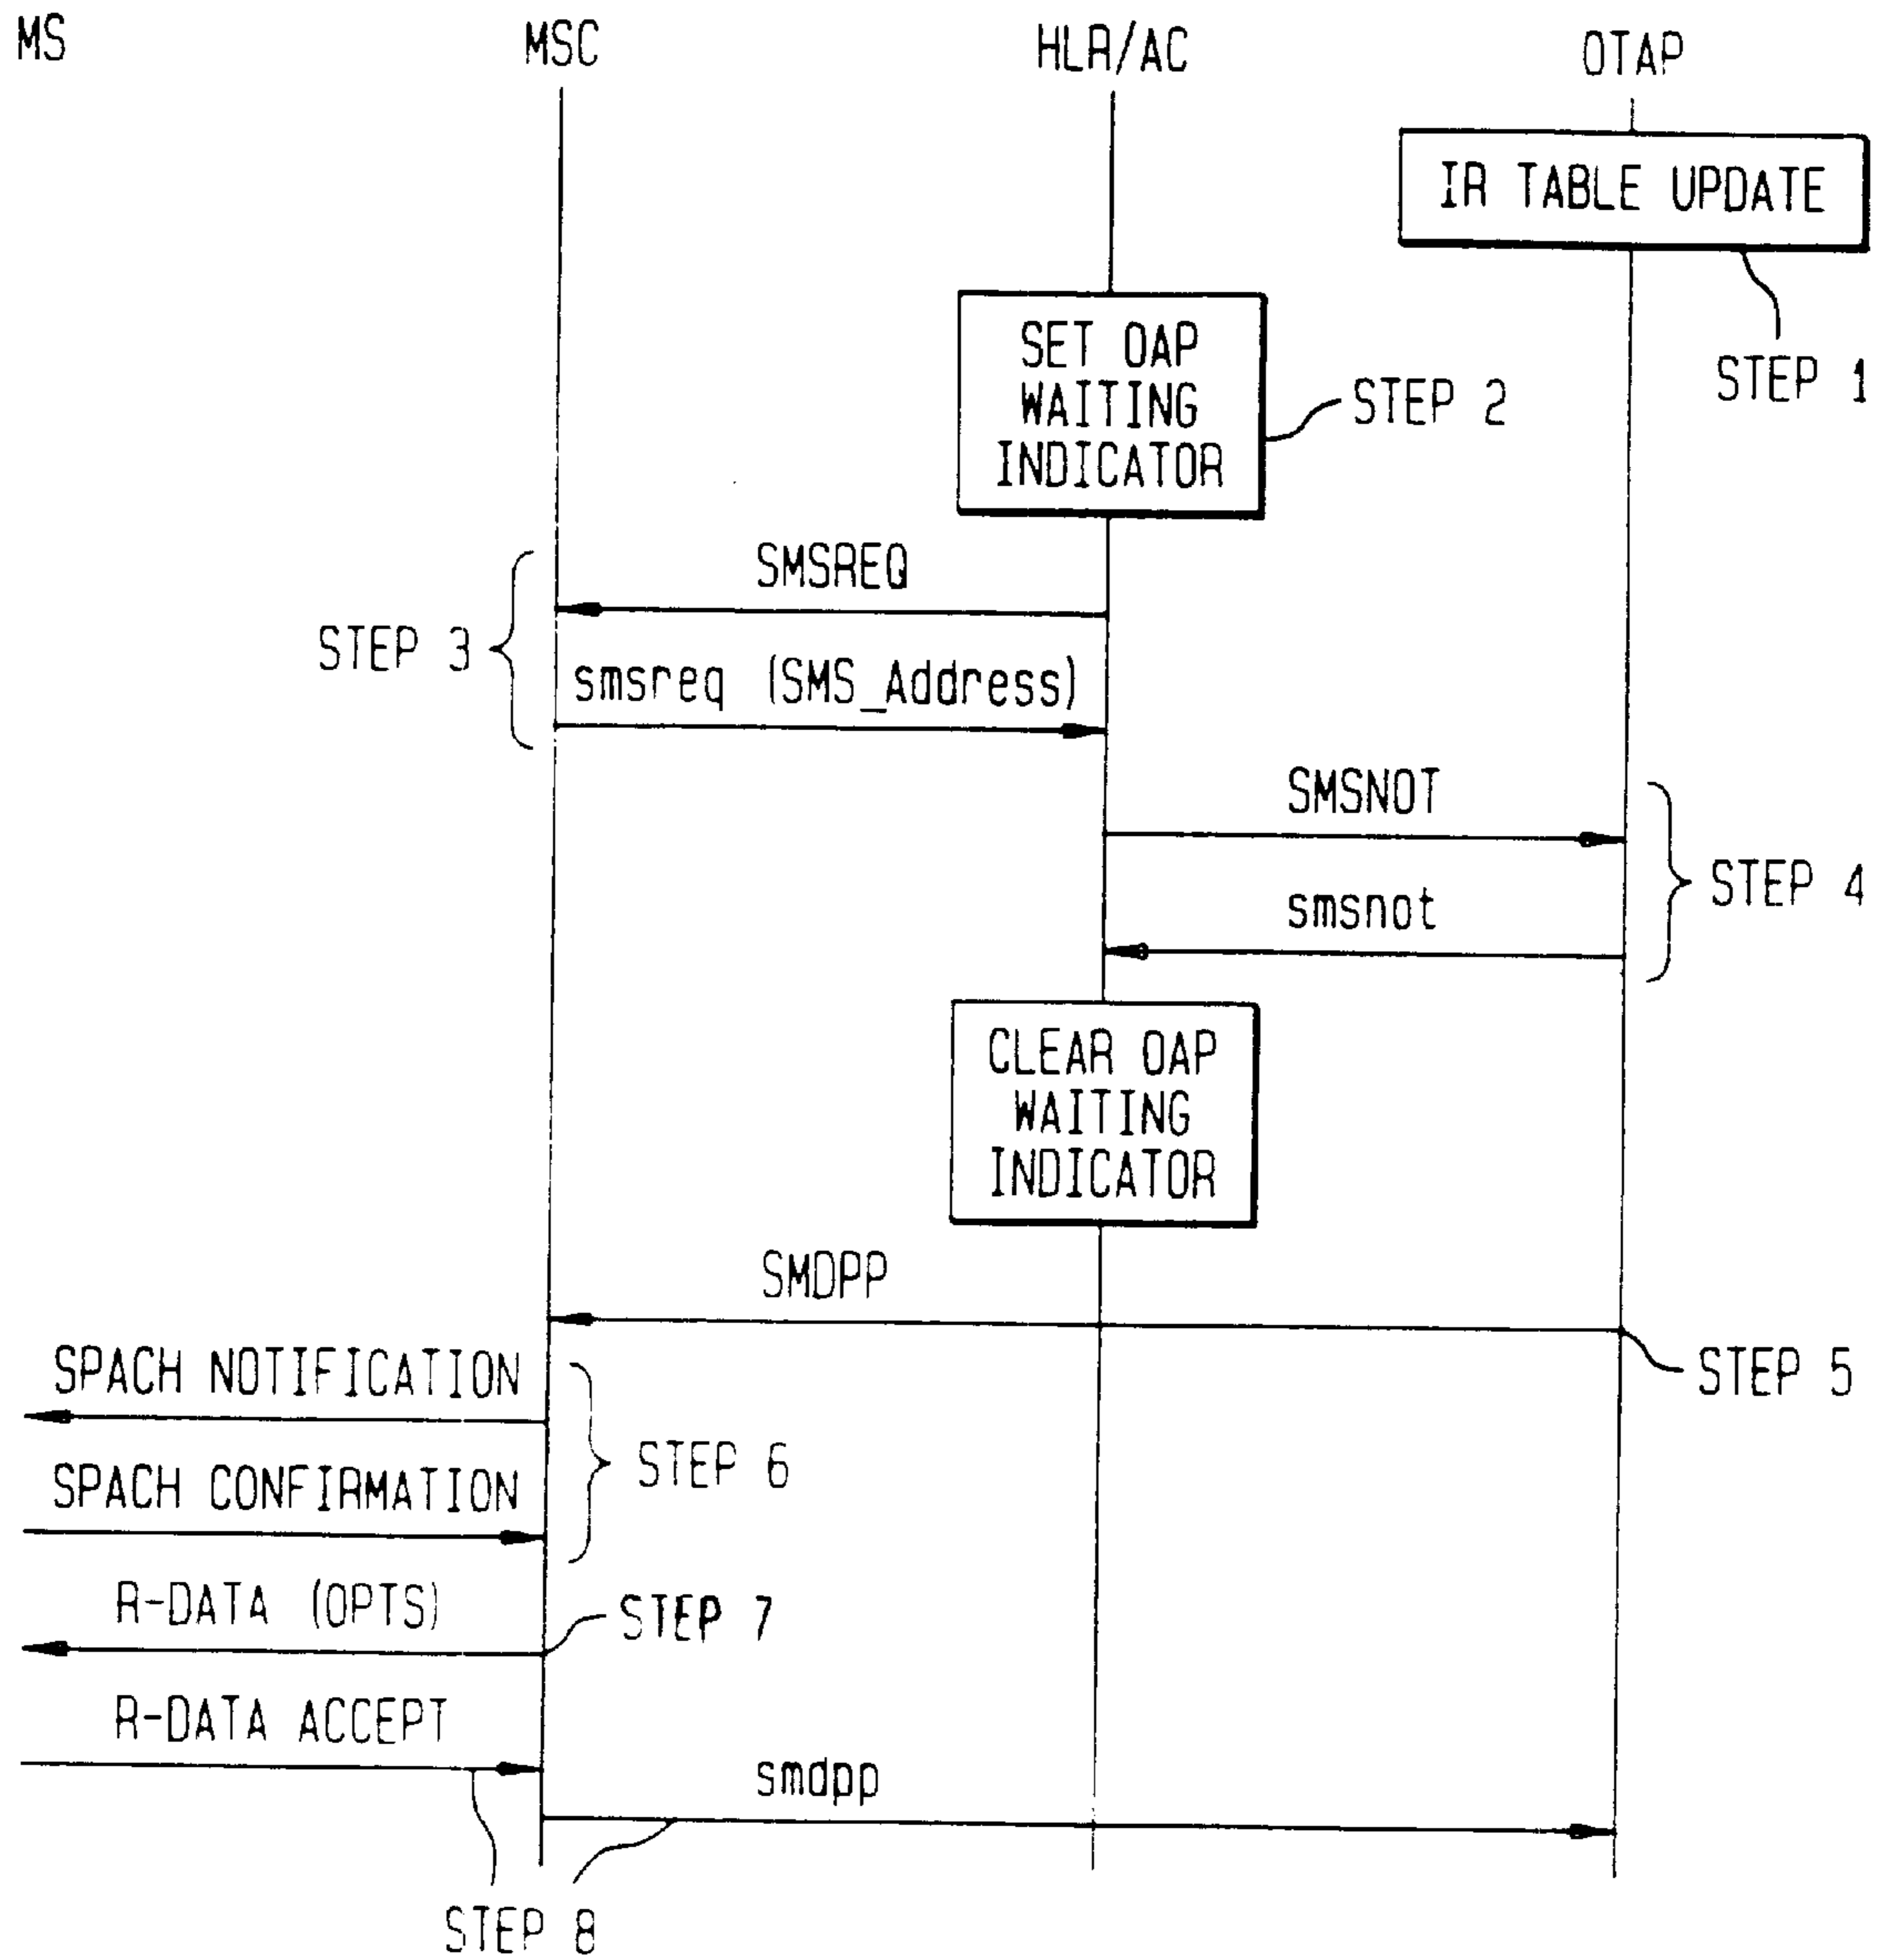 MS
MSC
HLR/AC
OTAP
IR TABLE UPDATE
STEP 1
SET OAP
WAITING
INDICATOR
STEP 2
SMSREQ
STEP 3
smsreq (SMS_Address)
SMSNOT
STEP 4
smsnot
CLEAR OAP
WAITING
INDICATOR
SMDPP
STEP 5
SPACH NOTIFICATION
STEP 6
SPACH CONFIRMATION
R-DATA (OPTS)
STEP 7
R-DATA ACCEPT
smdpp
STEP 8